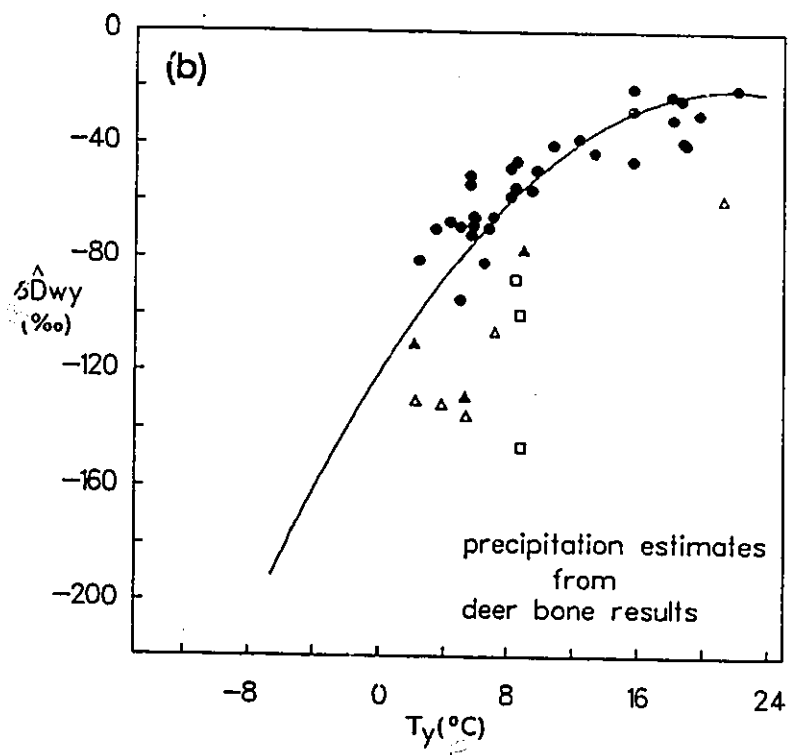 0
(b)
−40
−80
δD̂wy
(‰)
−120
−160
precipitation estimates
from
deer bone results
−200
−8
0
8
16
24
Ty(°C)